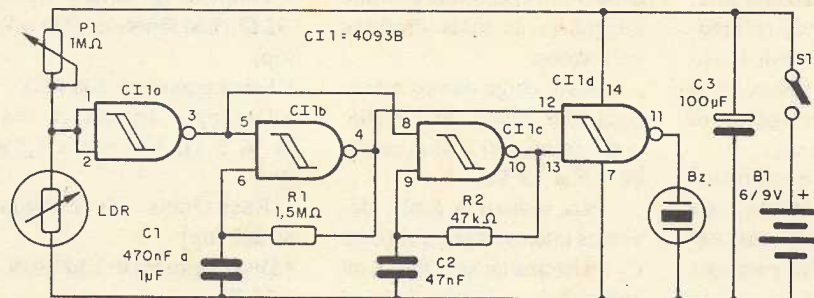 P1
1MΩ
CI1 = 4093B
CI1a
1
2
3
CI1b
5
6
4
CI1c
8
9
10
CI1d
12
13
14
11
7
C3
100µF
S1
LDR
R1
1,5MΩ
R2
47kΩ
C1
470nF a
1µF
C2
47nF
Bz
B1
6/9V
+